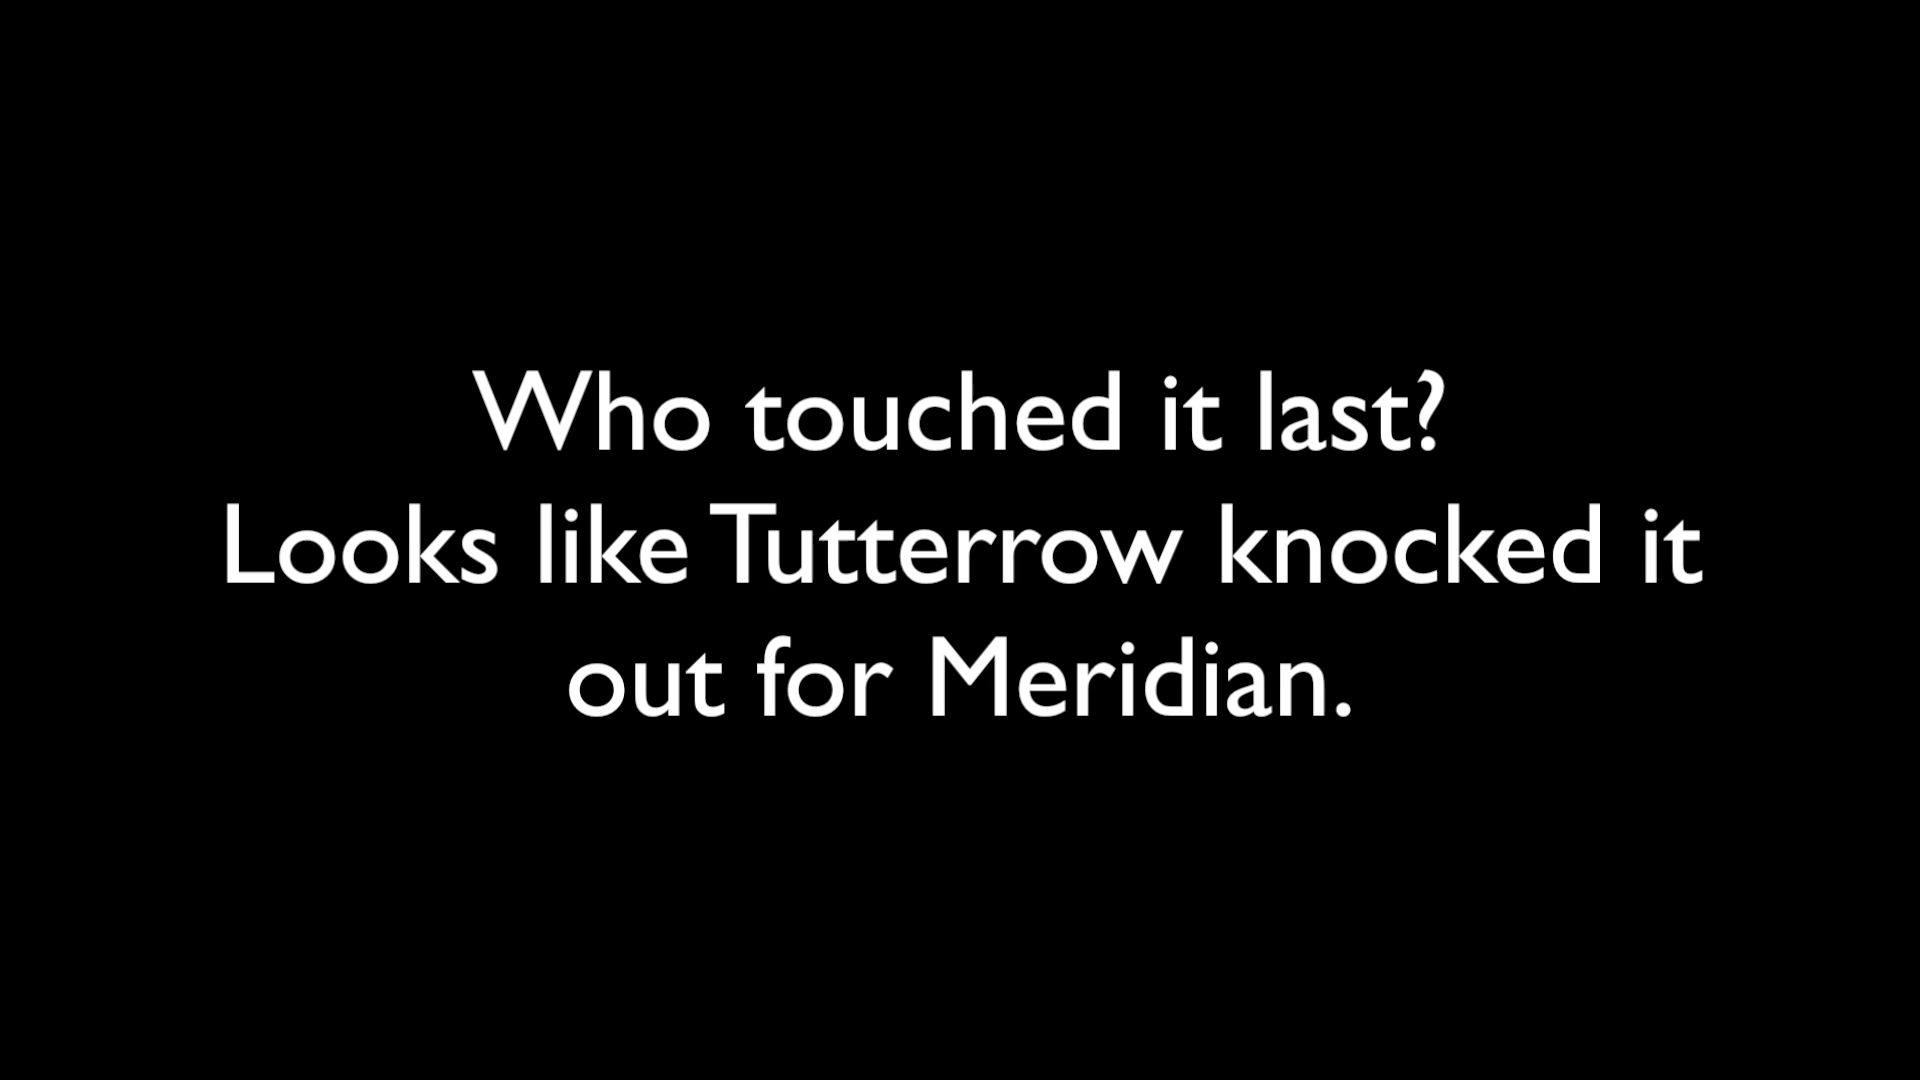 Who touched it last?
Looks like Tutterrow knocked it
out for Meridian.